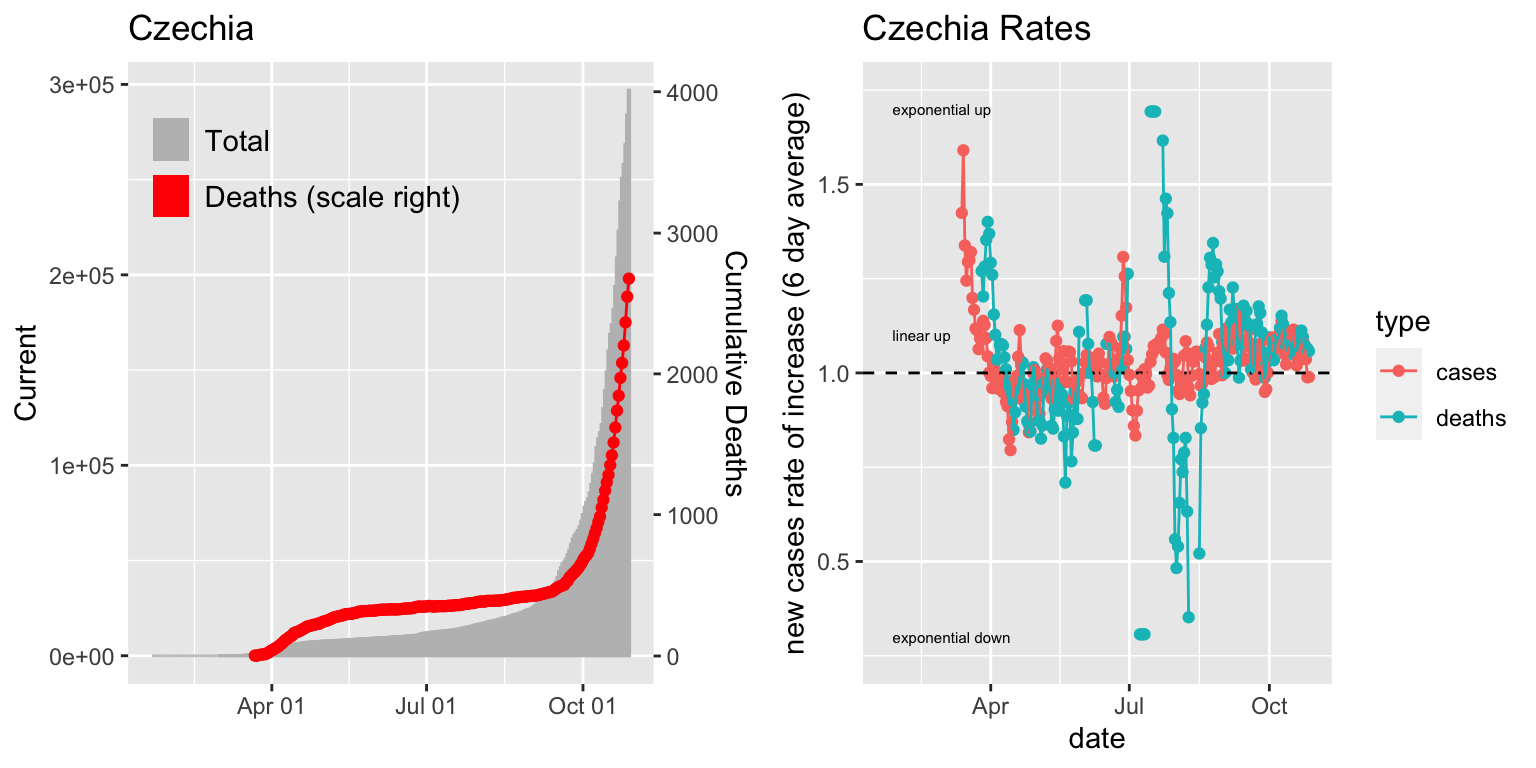 Czechia
Current
3e+05
2e+05
1e+05
0e+00
Total
Deaths (scale right)
4000
3000
2000
1000
0
Cumulative Deaths
Apr 01
Jul 01
Oct 01
Czechia Rates
new cases rate of increase (6 day average)
1.5
1.0
0.5
exponential up
linear up
exponential down
Apr
Jul
Oct
date
type
cases
deaths